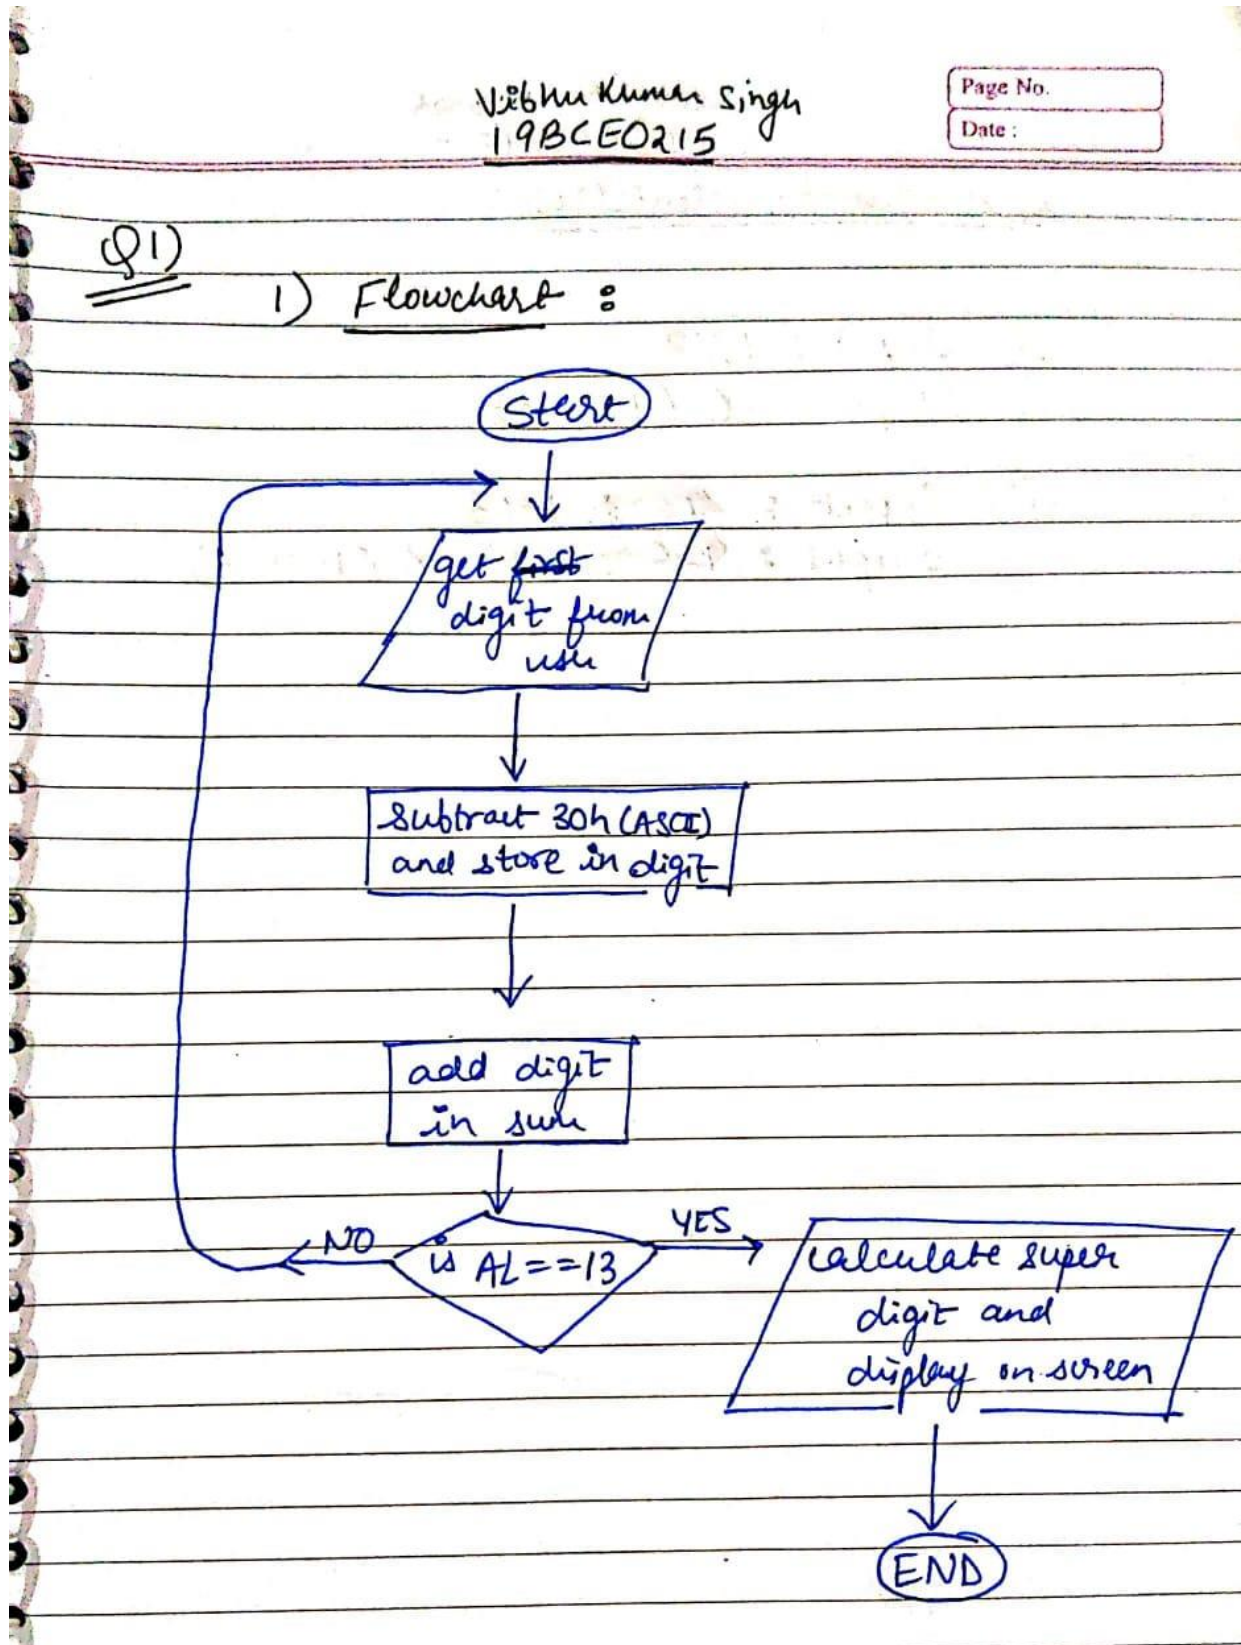 Vibhu Kumar Singh
19BCE0215
Page No.
Date :
Q1)
1) Flowchart :
Start
get first
digit from
user
subtract 30h (ASCII)
and store in digit
add digit
in sum
is AL==13
NO
YES
calculate super
digit and
display on screen
END